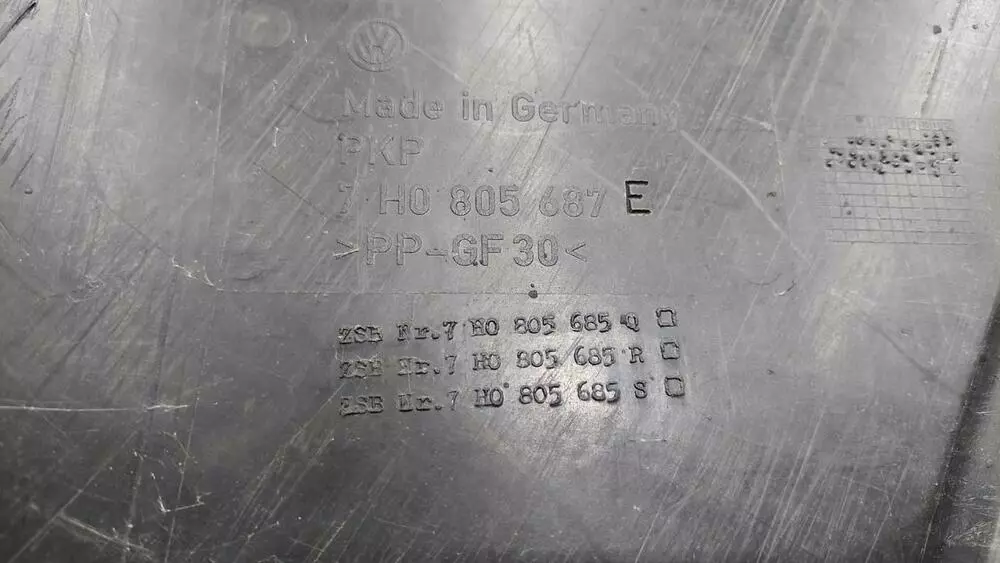 Made in Germany
PKP
7 H0 805 687 E
>PP-GF30<
ZSB Nr.7 H0 805 685 Q
ZSB Nr.7 H0 805 685 R
ZSB Nr.7 H0 805 685 S